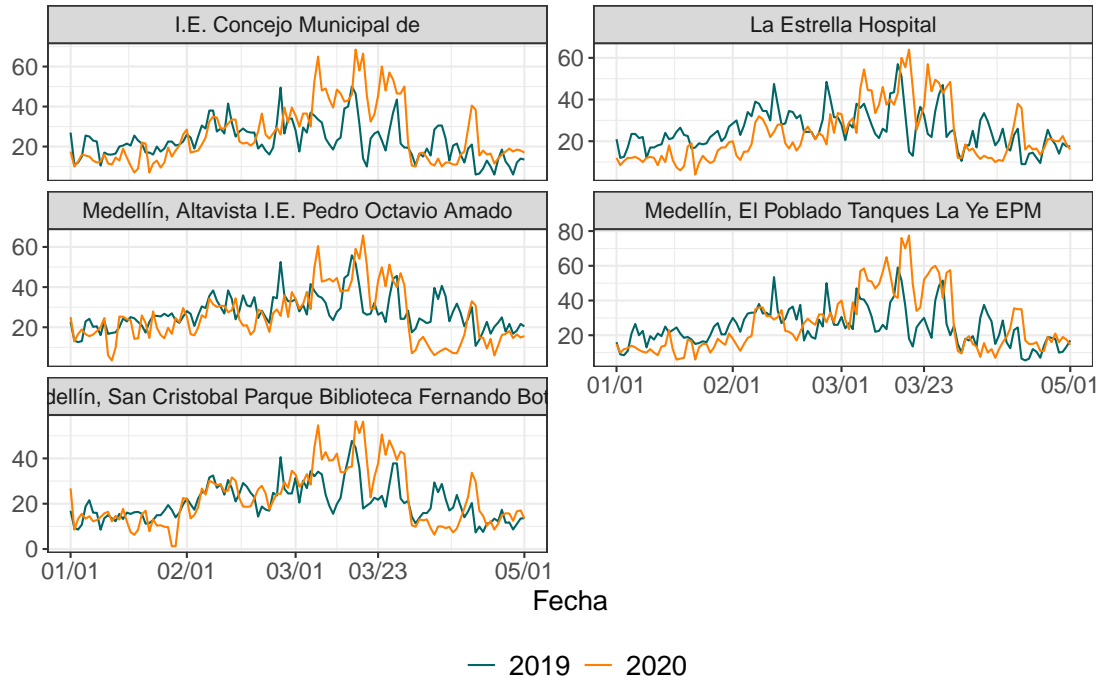 I.E. Concejo Municipal de
La Estrella Hospital
60
40
20
60
40
20
Medellín, Altavista I.E. Pedro Octavio Amado
Medellín, El Poblado Tanques La Ye EPM
60
40
20
80
60
40
20
01/01 02/01 03/01 03/23 05/01
dellín, San Cristobal Parque Biblioteca Fernando Bot
40
20
0
01/01 02/01 03/01 03/23 05/01
Fecha
2019 2020